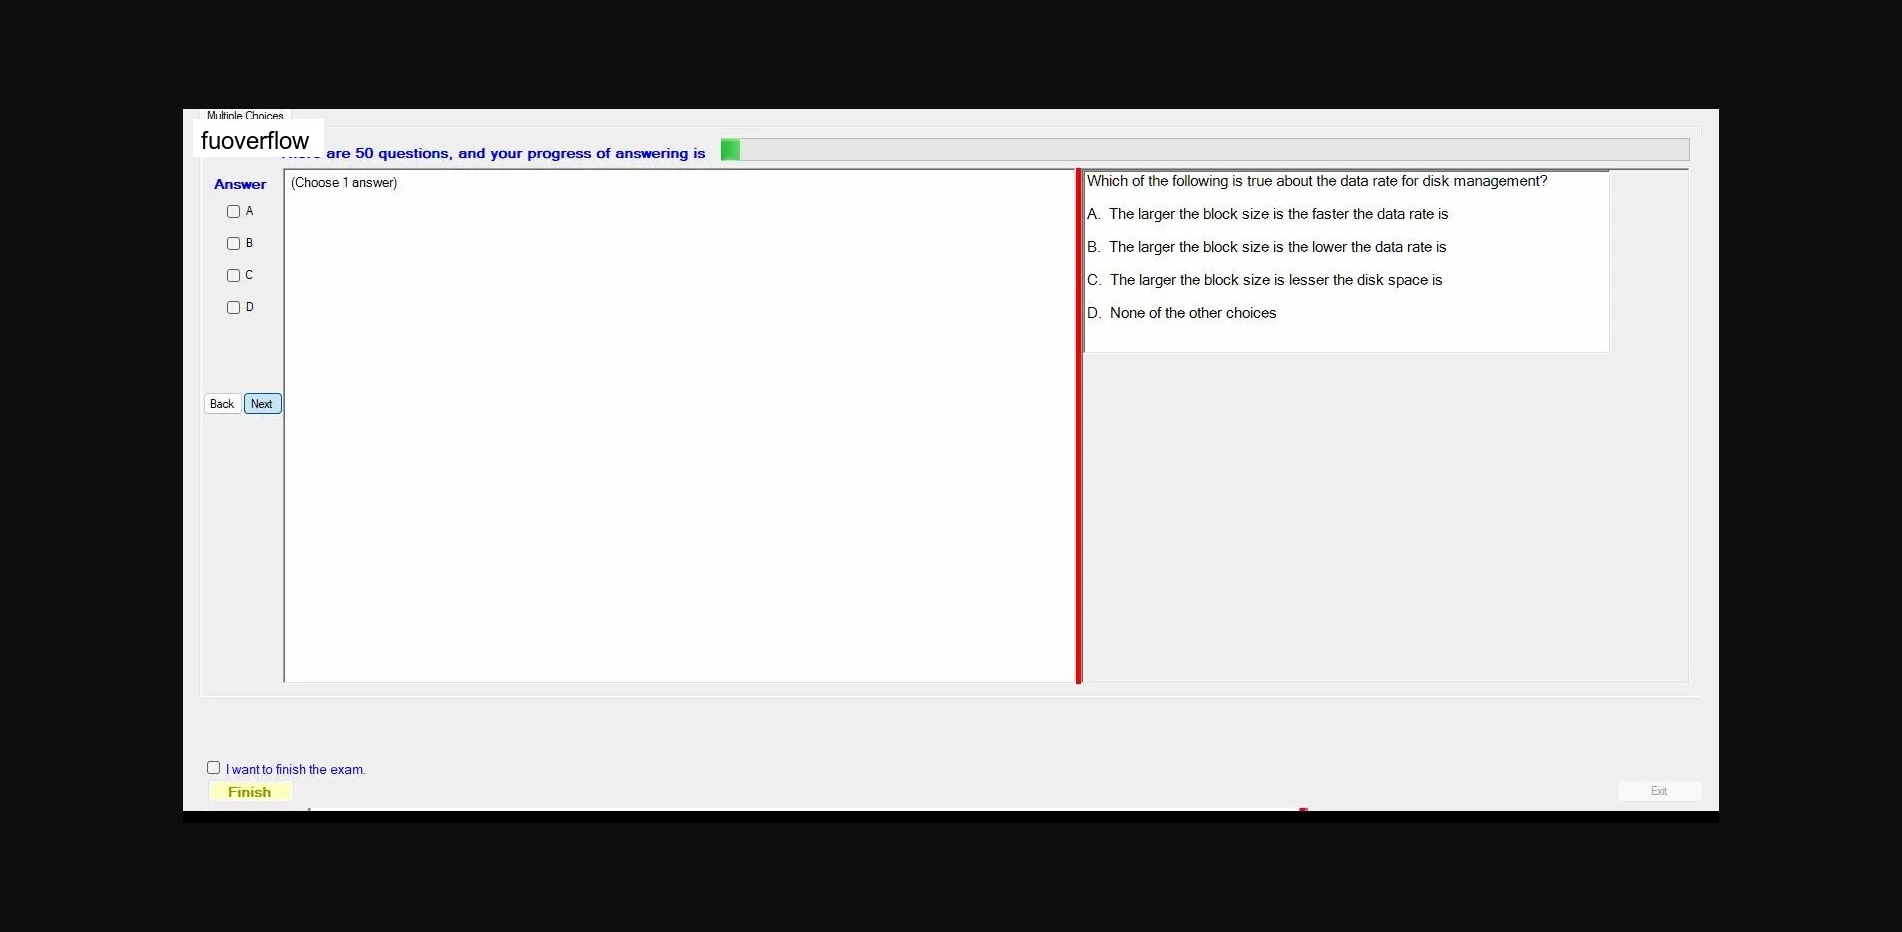 Multiple Choices
fuoverflow
are 50 questions, and your progress of answering is
Answer
(Choose 1 answer)
A
B
C
D
Back
Next
Which of the following is true about the data rate for disk management?
A. The larger the block size is the faster the data rate is
B. The larger the block size is the lower the data rate is
C. The larger the block size is lesser the disk space is
D. None of the other choices
I want to finish the exam.
Finish
Exit